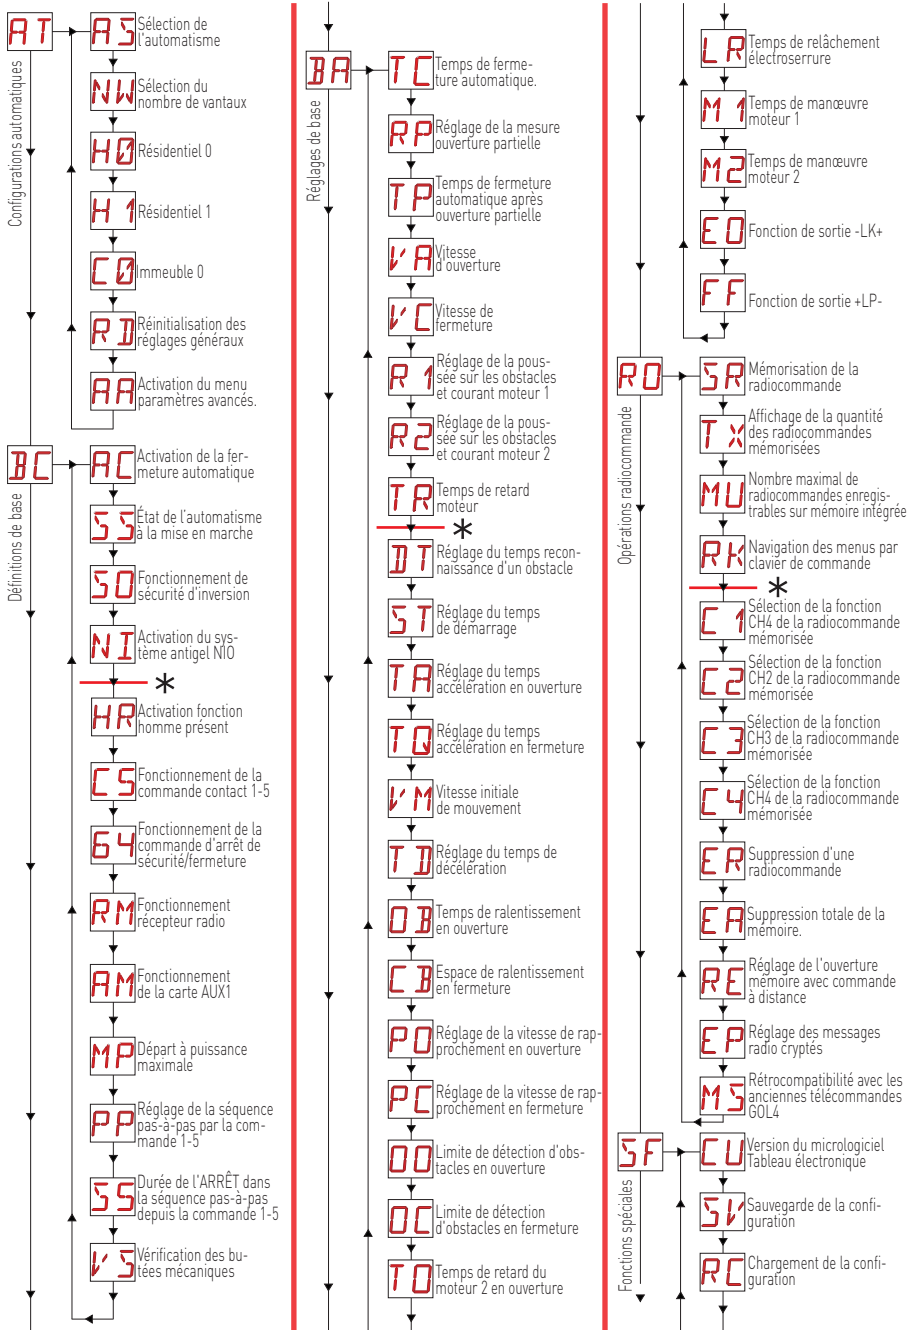 AT
Configurations automatiques
AS
Sélection de
l'automatisme
NW
Sélection du
nombre de vantaux
H0
Résidentiel 0
H1
Résidentiel 1
C0
Immeuble 0
RD
Réinitialisation des
réglages généraux
AA
Activation du menu
paramètres avancés.
BC
Définitions de base
AC
Activation de la fer-
meture automatique
SS
État de l'automatisme
à la mise en marche
SO
Fonctionnement de
sécurité d'inversion
NI
Activation du sys-
tème antigel NIO
*
HR
Activation fonction
homme présent
CS
Fonctionnement de la
commande contact 1-5
G4
Fonctionnement de la
commande d'arrêt de
sécurité/fermeture
RM
Fonctionnement
récepteur radio
AM
Fonctionnement
de la carte AUX1
MP
Départ à puissance
maximale
PP
Réglage de la séquence
pas-à-pas par la com-
mande 1-5
SS
Durée de l'ARRÊT dans
la séquence pas-à-pas
depuis la commande 1-5
VS
Vérification des bu-
tées mécaniques
BA
Réglages de base
TC
Temps de ferme-
ture automatique.
RP
Réglage de la mesure
ouverture partielle
TP
Temps de fermeture
automatique après
ouverture partielle
VA
Vitesse
d'ouverture
VC
Vitesse de
fermeture
R1
Réglage de la pous-
sée sur les obstacles
et courant moteur 1
R2
Réglage de la pous-
sée sur les obstacles
et courant moteur 2
TR
Temps de retard
moteur
*
DT
Réglage du temps recon-
naissance d'un obstacle
ST
Réglage du temps
de démarrage
TA
Réglage du temps
accélération en ouverture
TQ
Réglage du temps
accélération en fermeture
VM
Vitesse initiale
de mouvement
TD
Réglage du temps de
décélération
OB
Temps de ralentissement
en ouverture
CB
Espace de ralentissement
en fermeture
PO
Réglage de la vitesse de rap-
prochement en ouverture
PC
Réglage de la vitesse de rap-
prochement en fermeture
OO
Limite de détection d'obs-
tacles en ouverture
OC
Limite de détection
d'obstacles en fermeture
TO
Temps de retard du
moteur 2 en ouverture
LR
Temps de relâchement
électroserrure
M1
Temps de manœuvre
moteur 1
M2
Temps de manœuvre
moteur 2
EO
Fonction de sortie -LK+
FF
Fonction de sortie +LP-
RO
Opérations radiocommande
SR
Mémorisation de la
radiocommande
TX
Affichage de la quantité
des radiocommandes
mémorisées
MU
Nombre maximal de
radiocommandes enregis-
trables sur mémoire intégrée
RK
Navigation des menus par
clavier de commande
*
C1
Sélection de la fonction
CH4 de la radiocommande
mémorisée
C2
Sélection de la fonction
CH2 de la radiocommande
mémorisée
C3
Sélection de la fonction
CH3 de la radiocommande
mémorisée
C4
Sélection de la fonction
CH4 de la radiocommande
mémorisée
ER
Suppression d'une
radiocommande
EA
Suppression totale de la
mémoire.
RE
Réglage de l'ouverture
mémoire avec commande
à distance
EP
Réglage des messages
radio cryptés
MS
Rétrocompatibilité avec les
anciennes télécommandes
GOL4
SF
Fonctions spéciales
CU
Version du micrologiciel
Tableau électronique
SV
Sauvegarde de la confi-
guration
RC
Chargement de la confi-
guration